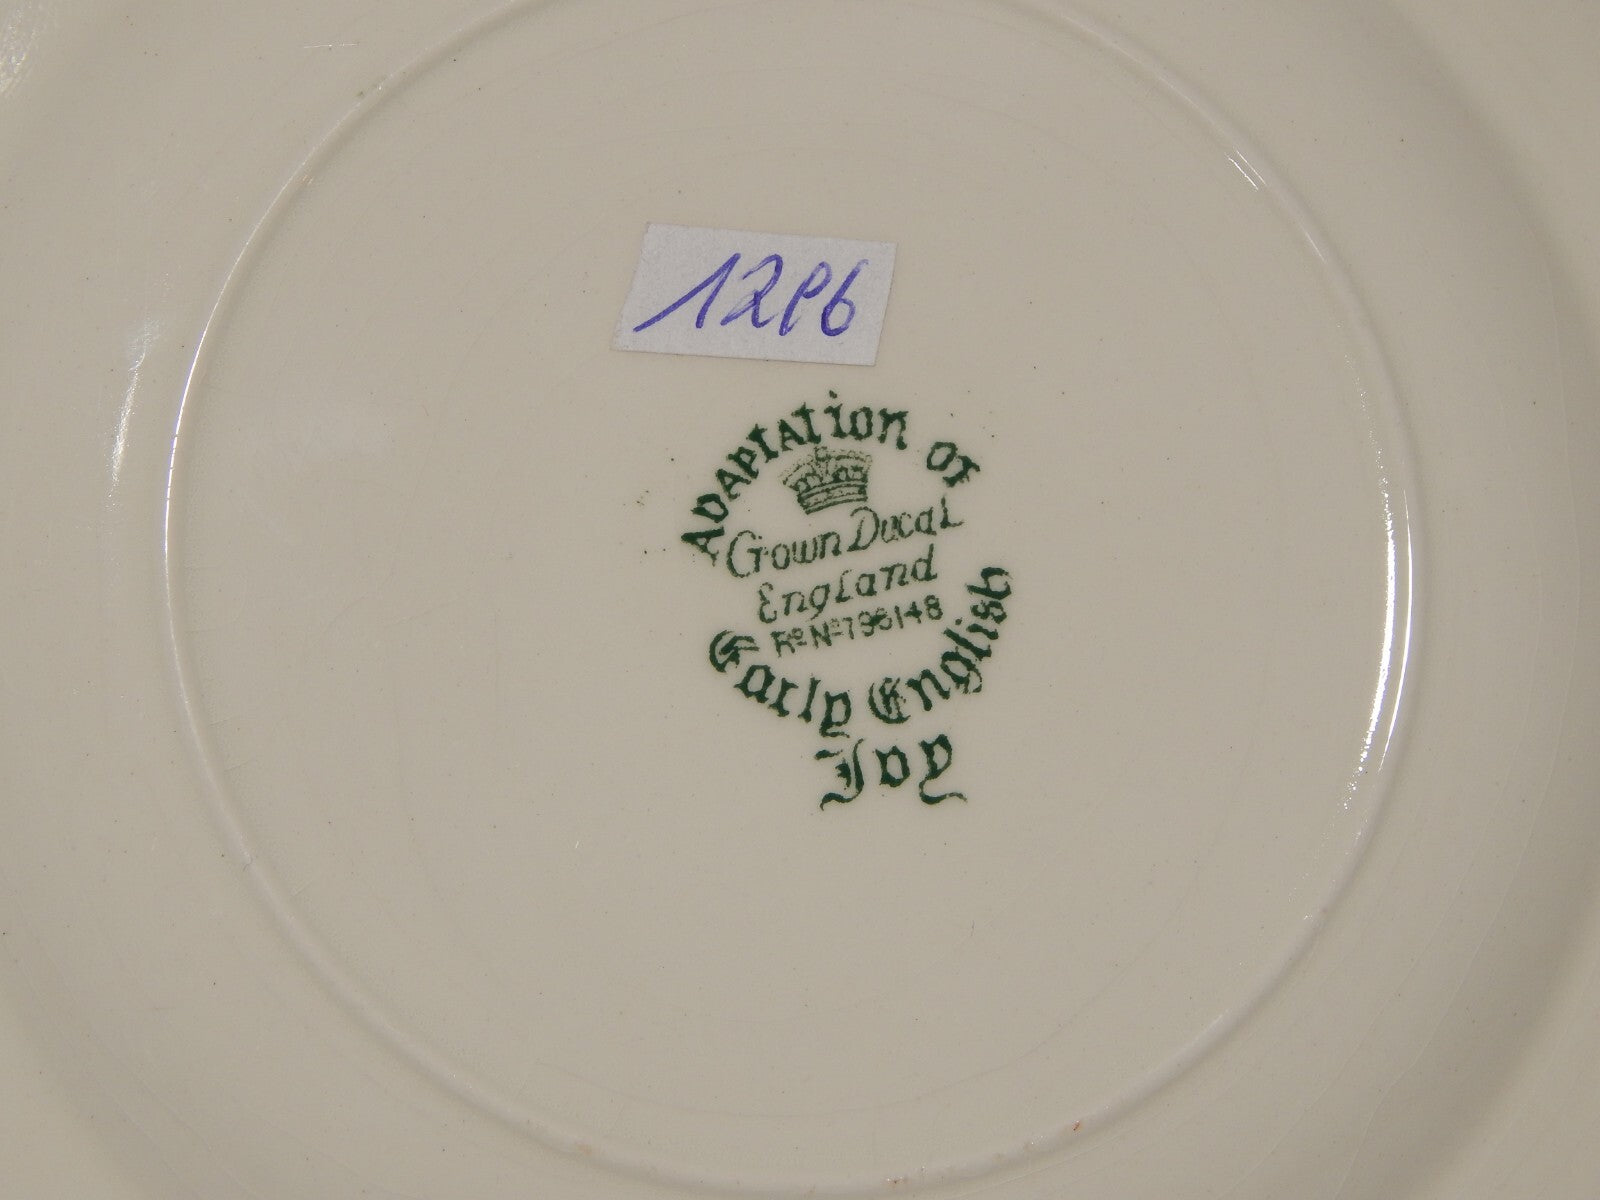 12P6
Adaptation of
Crown Ducal
England
Rᵈ Nº 796148
Early English
Ivy